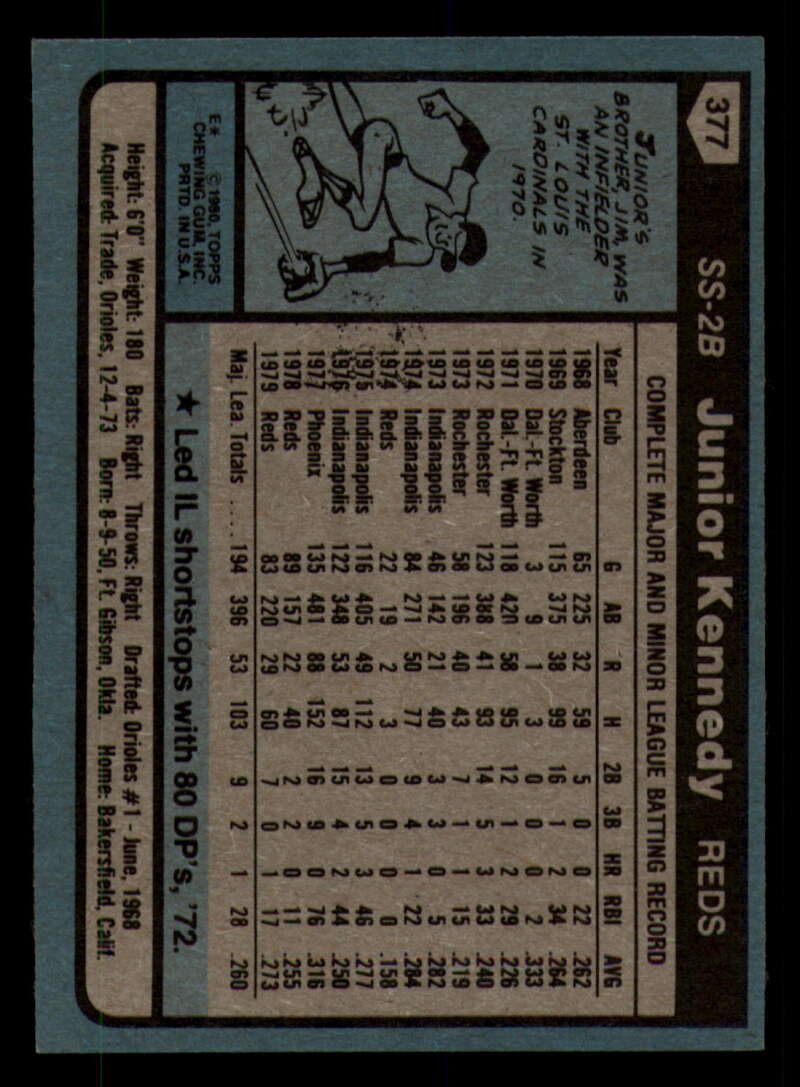 377
SS-2B Junior Kennedy REDS
JUNIOR'S
BROTHER, JIM, WAS
AN INFIELDER
WITH THE
ST. LOUIS
CARDINALS IN
1970.
E* © 1980 TOPPS
CHEWING GUM, INC.
PRTD. IN U.S.A.
COMPLETE MAJOR AND MINOR LEAGUE BATTING RECORD
Year Club G AB R H 2B 3B HR RBI AVG
1968 Aberdeen 65 225 32 59 5 0 0 22 .262
1969 Stockton 115 375 38 99 16 1 2 34 .264
1970 Dal.-Ft. Worth 3 9 1 3 0 0 0 2 .333
1971 Dal.-Ft. Worth 118 420 58 95 12 1 2 29 .226
1972 Rochester 123 388 41 93 14 5 3 33 .240
1973 Rochester 58 196 40 43 7 1 1 15 .219
1973 Indianapolis 46 142 21 40 3 3 0 5 .282
1974 Indianapolis 84 271 50 77 9 4 1 22 .284
1974 Reds 22 19 2 3 0 0 0 0 .158
1975 Indianapolis 116 405 49 112 13 5 3 46 .277
1976 Indianapolis 122 348 53 87 15 4 2 44 .250
1977 Phoenix 135 481 88 152 16 9 0 76 .316
1978 Reds 89 157 22 40 2 2 0 11 .255
1979 Reds 83 220 29 60 7 0 1 17 .273
Maj. Lea. Totals ..... 194 396 53 103 9 2 1 28 .260
★ Led IL shortstops with 80 DP's, '72.
Height: 6'0" Weight: 180 Bats: Right Throws: Right Drafted: Orioles #1 - June, 1968
Acquired: Trade, Orioles, 12-4-73 Born: 8-9-50, Ft. Gibson, Okla. Home: Bakersfield, Calif.